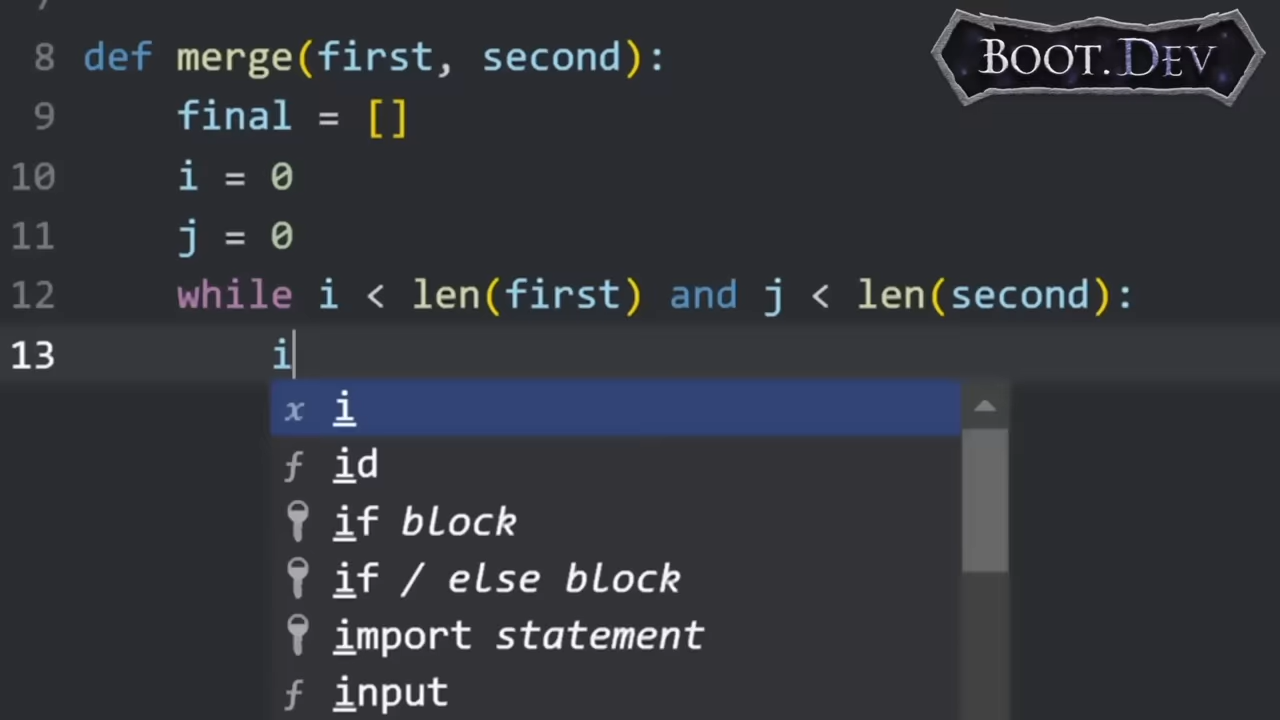 BOOT.DEV
8 def merge(first, second):
9     final = []
10     i = 0
11     j = 0
12     while i < len(first) and j < len(second):
13         i
x i
f id
if block
if / else block
import statement
f input